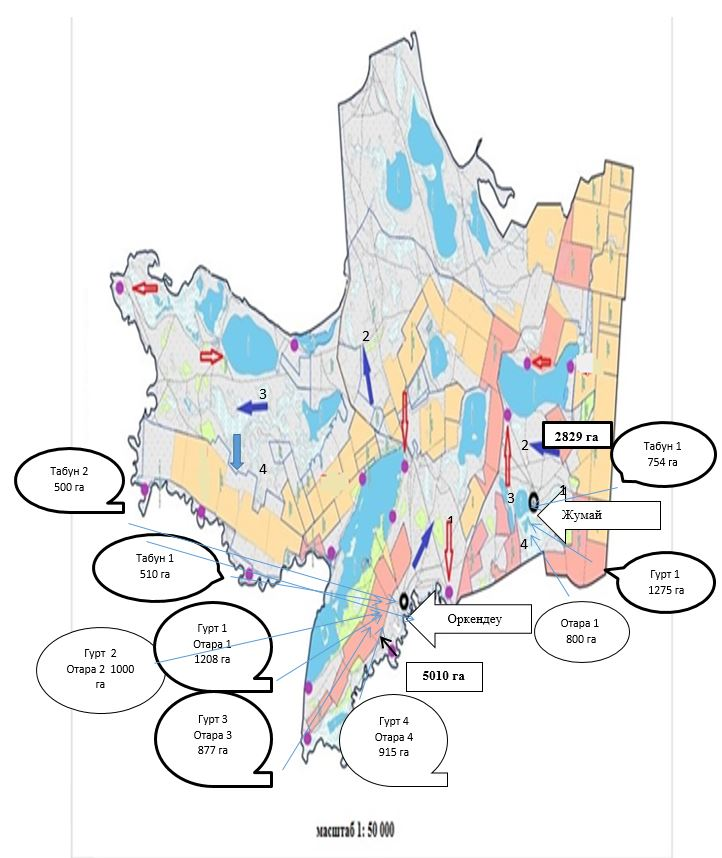 2
3
4
2829 га
2
1
3
4
1
Табун 1
754 га
Жумай
Гурт 1
1275 га
Отара 1
800 га
Табун 2
500 га
Табун 1
510 га
Гурт 1
Отара 1
1208 га
Гурт 2
Отара 2 1000
га
Гурт 3
Отара 3
877 га
Оркендеу
5010 га
Гурт 4
Отара 4
915 га
масштаб 1: 50 000